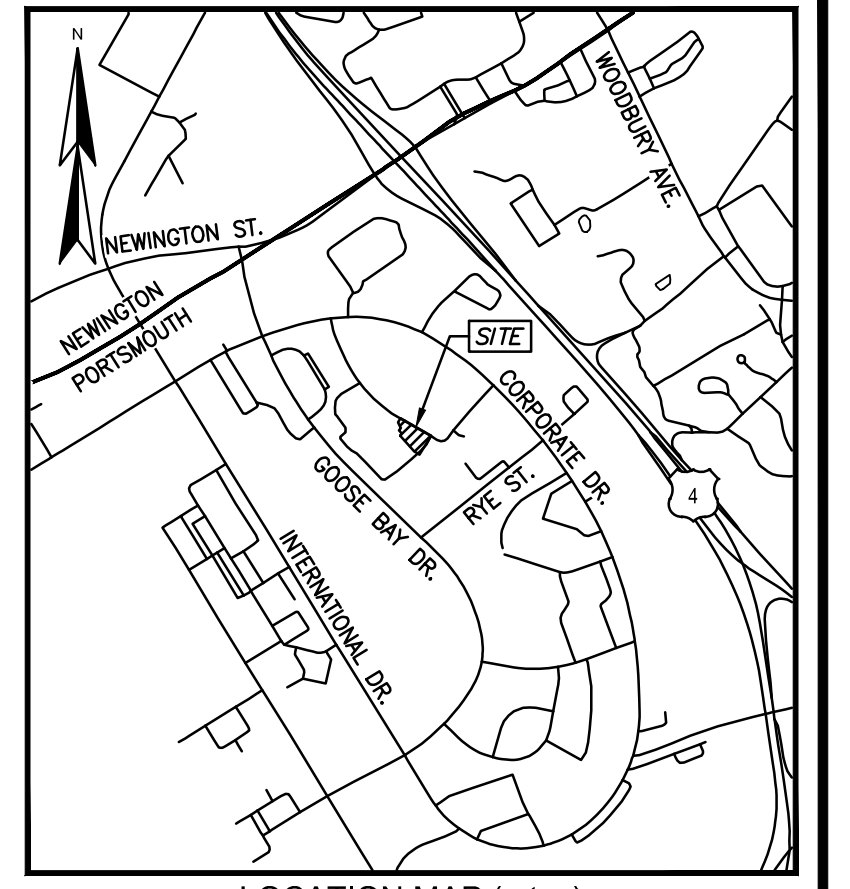 N
WOODBURY AVE.
NEWINGTON ST.
NEWINGTON
PORTSMOUTH
SITE
CORPORATE DR.
GOOSE BAY DR.
RYE ST.
4
INTERNATIONAL DR.